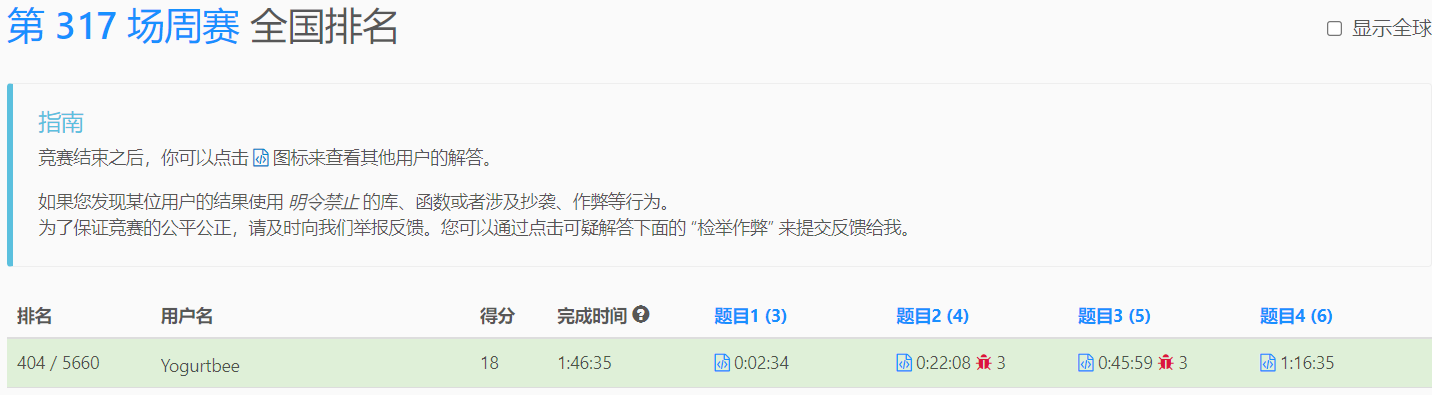 第 317 场周赛 全国排名
显示全球
指南
竞赛结束之后，你可以点击 图标来查看其他用户的解答。
如果您发现某位用户的结果使用 明令禁止 的库、函数或者涉及抄袭、作弊等行为。
为了保证竞赛的公平公正，请及时向我们举报反馈。您可以通过点击可疑解答下面的 “检举作弊” 来提交反馈给我。
排名 用户名 得分 完成时间 ? 题目1 (3) 题目2 (4) 题目3 (5) 题目4 (6)
404 / 5660 Yogurtbee 18 1:46:35 0:02:34 0:22:08 3 0:45:59 3 1:16:35